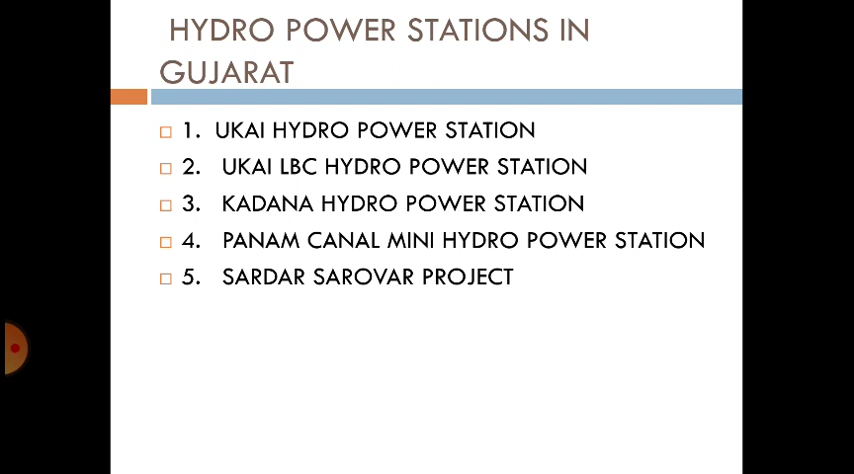 HYDRO POWER STATIONS IN
GUJARAT
1. UKAI HYDRO POWER STATION
2. UKAI LBC HYDRO POWER STATION
3. KADANA HYDRO POWER STATION
4. PANAM CANAL MINI HYDRO POWER STATION
5. SARDAR SAROVAR PROJECT